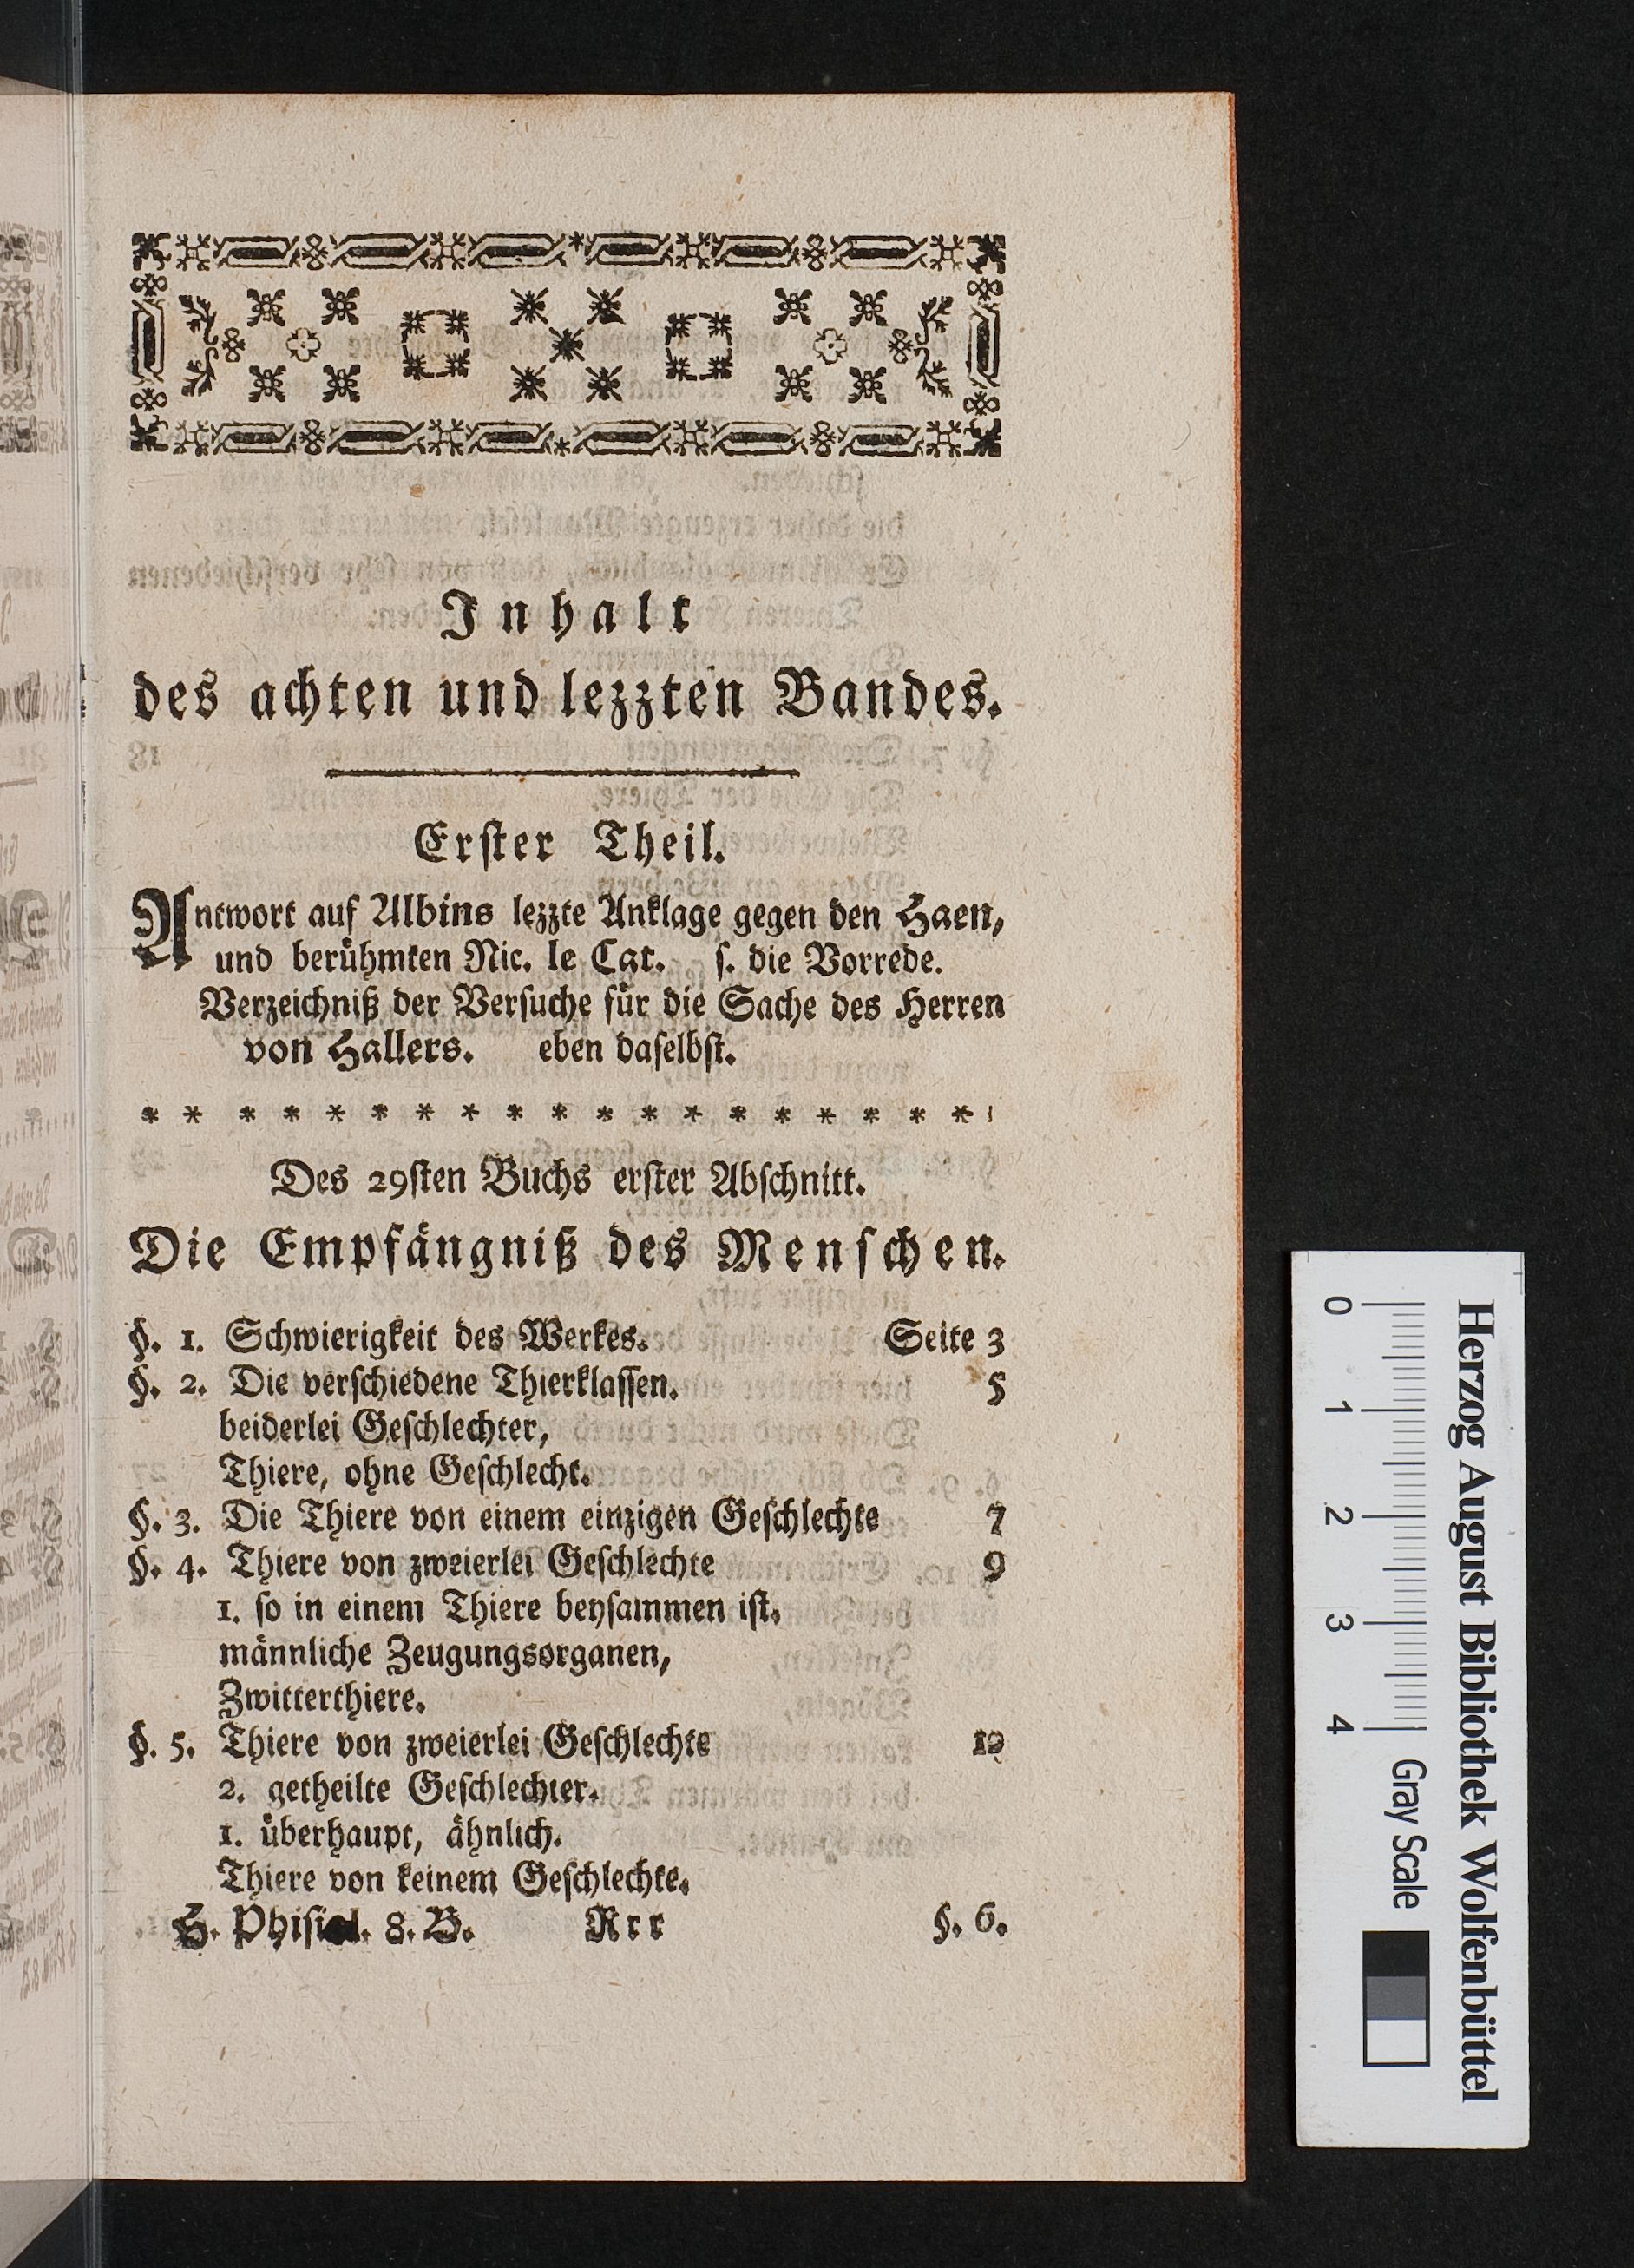 Inhalt
des achten und lezzten Bandes.
Erster Theil.
Antwort auf Albins lezzte Anklage gegen den Haen,
und berühmten Nic. le Cat. ſ. die Vorrede.
Verzeichniß der Verſuche für die Sache des Herren
von Hallers. eben daſelbſt.
* * * * * * * * * * * * * * * * * * *
Des 29ſten Buchs erſter Abſchnitt.
Die Empfängniß des Menſchen.
§. 1. Schwierigkeit des Werkes. Seite 3
§. 2. Die verſchiedene Thierklaſſen. 5
beiderlei Geſchlechter,
Thiere, ohne Geſchlecht.
§. 3. Die Thiere von einem einzigen Geſchlechte 7
§. 4. Thiere von zweierlei Geſchlechte 9
1. ſo in einem Thiere beyſammen iſt.
männliche Zeugungsorganen,
Zwitterthiere.
§. 5. Thiere von zweierlei Geſchlechte 10
2. getheilte Geſchlechter.
1. überhaupt, ähnlich.
Thiere von keinem Geſchlechte.
H. Phiſiol. 8. B. Rrr §. 6.
Herzog August Bibliothek Wolfenbüttel
0 1 2 3 4 Gray Scale